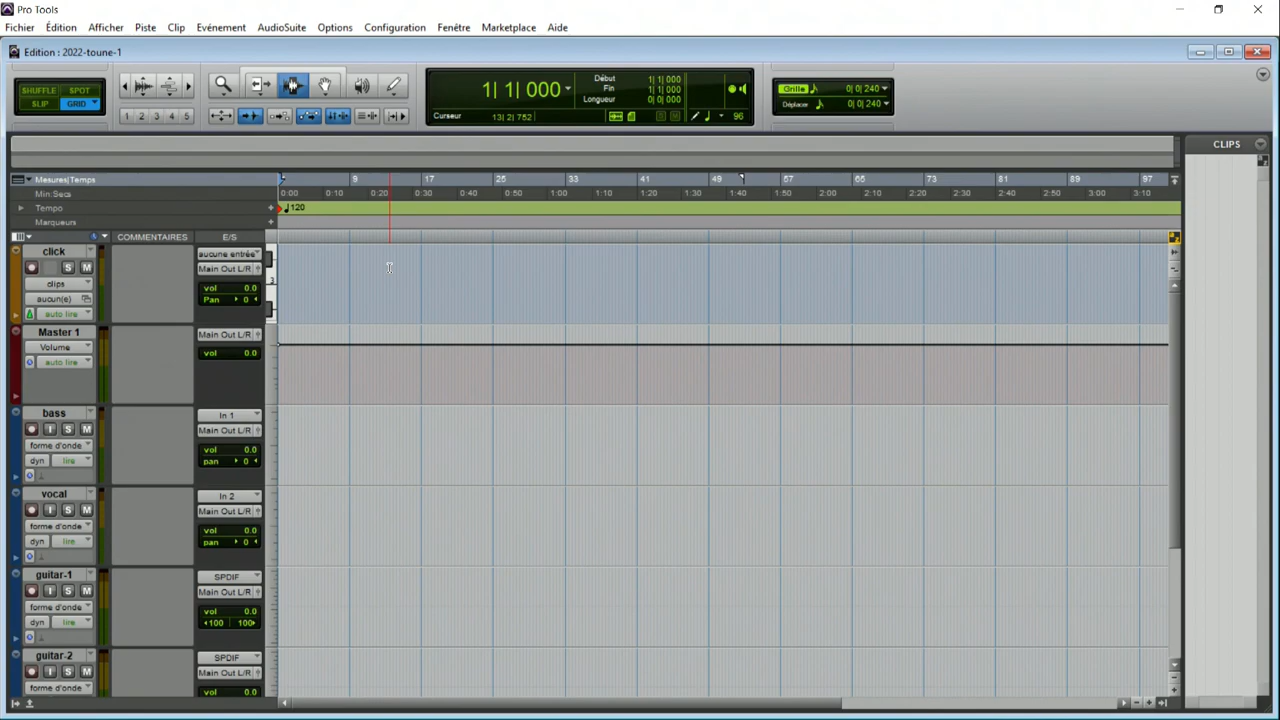 Pro Tools
Fichier Édition Afficher Piste Clip Evénement AudioSuite Options Configuration Fenêtre Marketplace Aide
Edition : 2022-toune-1
SHUFFLE SPOT
SLIP GRID
1 2 3 4 5
1| 1| 000
Début 1| 1| 000
Fin 1| 1| 000
Longueur 0| 0| 000
Curseur 13| 2| 752
96
Grille 0| 0| 240
Déplacer 0| 0| 240
CLIPS
Mesures|Temps 9 17 25 33 41 49 57 65 73 81 89 97
Min:Secs 0:00 0:10 0:20 0:30 0:40 0:50 1:00 1:10 1:20 1:30 1:40 1:50 2:00 2:10 2:20 2:30 2:40 2:50 3:00 3:10
Tempo 120
Marqueurs
COMMENTAIRES E/S
click
aucune entrée
S M
Main Out L/R
clips
vol 0.0
aucun(e)
Pan 0
auto lire
3
Master 1
Main Out L/R
Volume
vol 0.0
auto lire
bass
In 1
I S M
Main Out L/R
forme d'onde
vol 0.0
dyn lire
pan 0
vocal
In 2
I S M
Main Out L/R
forme d'onde
vol 0.0
dyn lire
pan 0
guitar-1
SPDIF
I S M
Main Out L/R
forme d'onde
vol 0.0
dyn lire
100 100
guitar-2
SPDIF
I S M
Main Out L/R
forme d'onde
vol 0.0